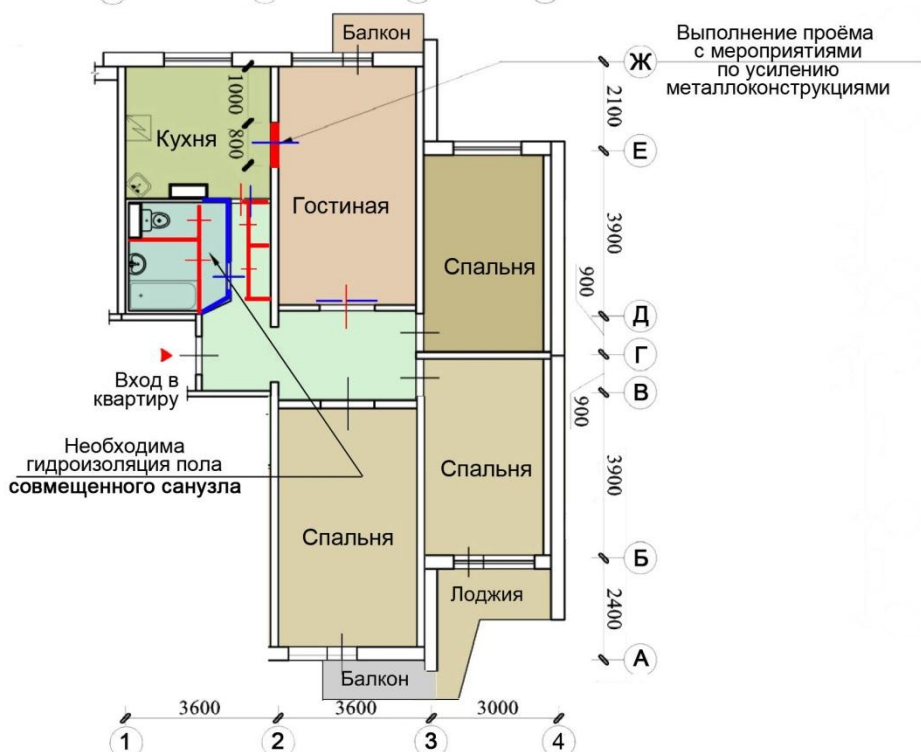 Балкон
Выполнение проёма
с мероприятиями
по усилению
металлоконструкциями
Ж
1000
2100
Кухня
800
Е
Гостиная
3900
Спальня
900
Д
Г
Вход в
квартиру
В
900
Необходима
гидроизоляция пола
совмещенного санузла
Спальня
3900
Спальня
Б
Лоджия
2400
А
Балкон
3600
3600
3000
1
2
3
4